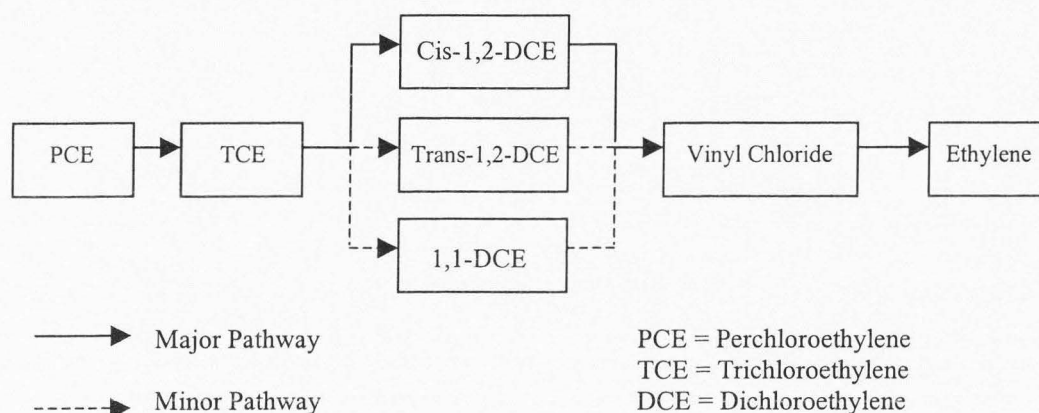 Cis-1,2-DCE
PCE
TCE
Trans-1,2-DCE
Vinyl Chloride
Ethylene
1,1-DCE
Major Pathway
Minor Pathway
PCE = Perchloroethylene
TCE = Trichloroethylene
DCE = Dichloroethylene